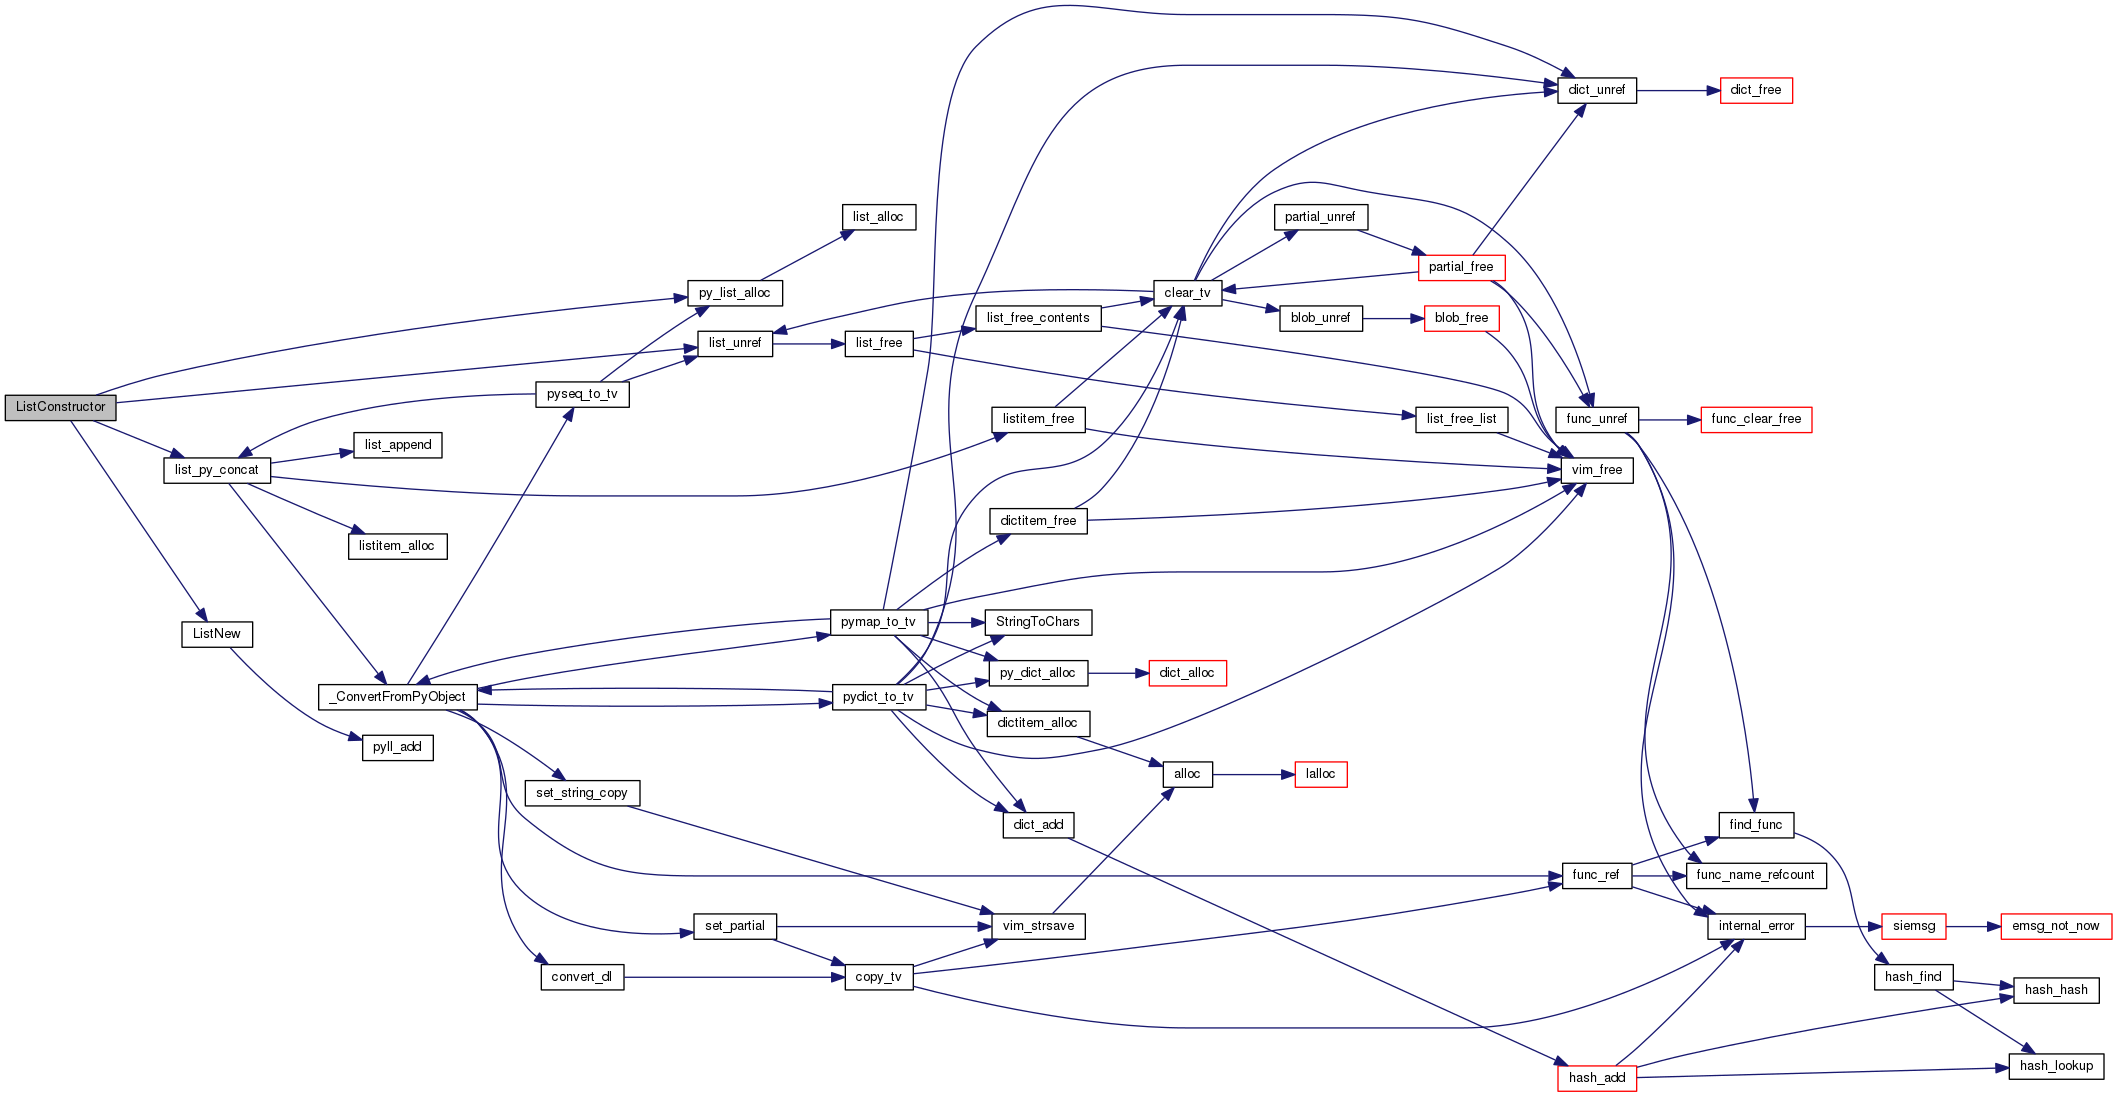 dict_unref
dict_free
list_alloc
partial_unref
partial_free
py_list_alloc
clear_tv
list_free_contents
blob_unref
blob_free
list_unref
list_free
pyseq_to_tv
ListConstructor
listitem_free
list_free_list
func_unref
func_clear_free
list_append
list_py_concat
vim_free
dictitem_free
listitem_alloc
pymap_to_tv
StringToChars
ListNew
py_dict_alloc
dict_alloc
_ConvertFromPyObject
pydict_to_tv
dictitem_alloc
pyll_add
alloc
lalloc
set_string_copy
dict_add
find_func
func_ref
func_name_refcount
set_partial
vim_strsave
internal_error
siemsg
emsg_not_now
convert_dl
copy_tv
hash_find
hash_hash
hash_add
hash_lookup